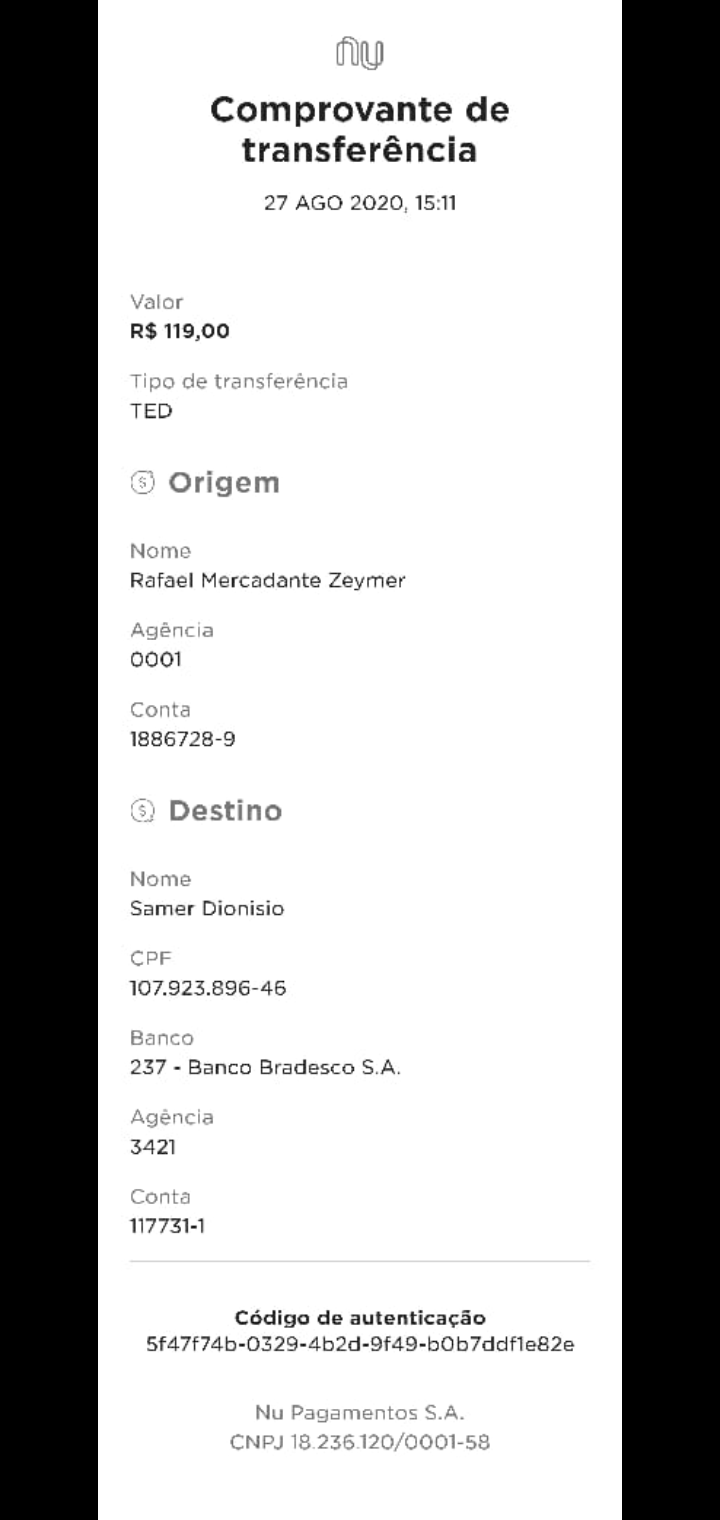 nu
Comprovante de
transferência
27 AGO 2020, 15:11
Valor
R$ 119,00
Tipo de transferência
TED
Origem
Nome
Rafael Mercadante Zeymer
Agência
0001
Conta
1886728-9
Destino
Nome
Samer Dionisio
CPF
107.923.896-46
Banco
237 - Banco Bradesco S.A.
Agência
3421
Conta
117731-1
Código de autenticação
5f47f74b-0329-4b2d-9f49-b0b7ddf1e82e
Nu Pagamentos S.A.
CNPJ 18.236.120/0001-58